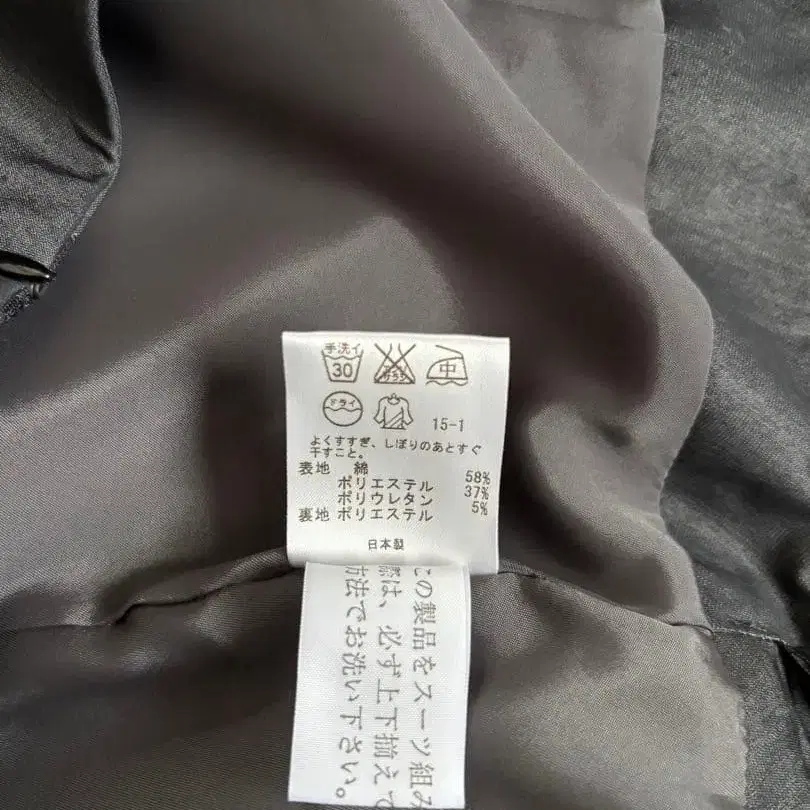 手洗イ
30
中
ドライ
15-1
よくすすぎ、しぼりのあとすぐ
干すこと。
表地 綿 58%
ポリエステル 37%
ポリウレタン 5%
裏地 ポリエステル
日本製
この製品をスーツ組み
際は、必ず上下揃えて
方法でお洗い下さい。